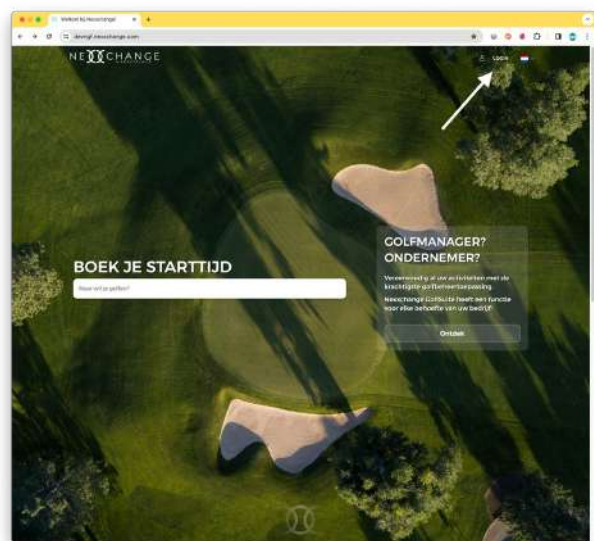 Welkom bij Nexxchange!
NEXXCHANGE
LOGIN
BOEK JE STARTTIJD
Waar wil je golfen?
GOLFMANAGER?
ONDERNEMER?
Vereenvoudig al uw activiteiten met de
krachtigste golfbeheertoepassing.
Nexxchange GolfSuite heeft een functie
voor elke behoefte van uw bedrijf!
Ontdek